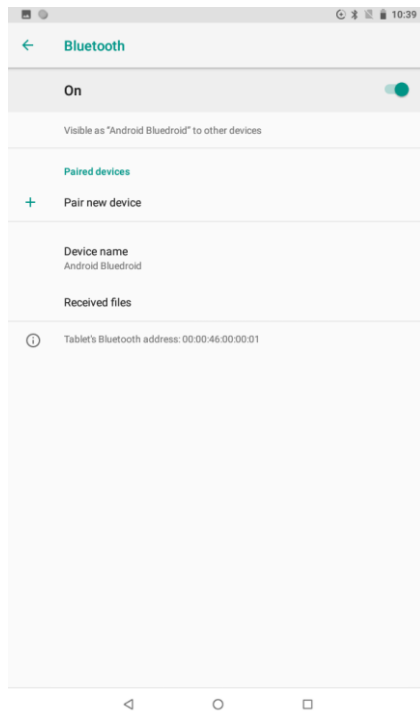 10:39
Bluetooth
On
Visible as “Android Bluedroid” to other devices
Paired devices
Pair new device
Device name
Android Bluedroid
Received files
Tablet's Bluetooth address: 00:00:46:00:00:01